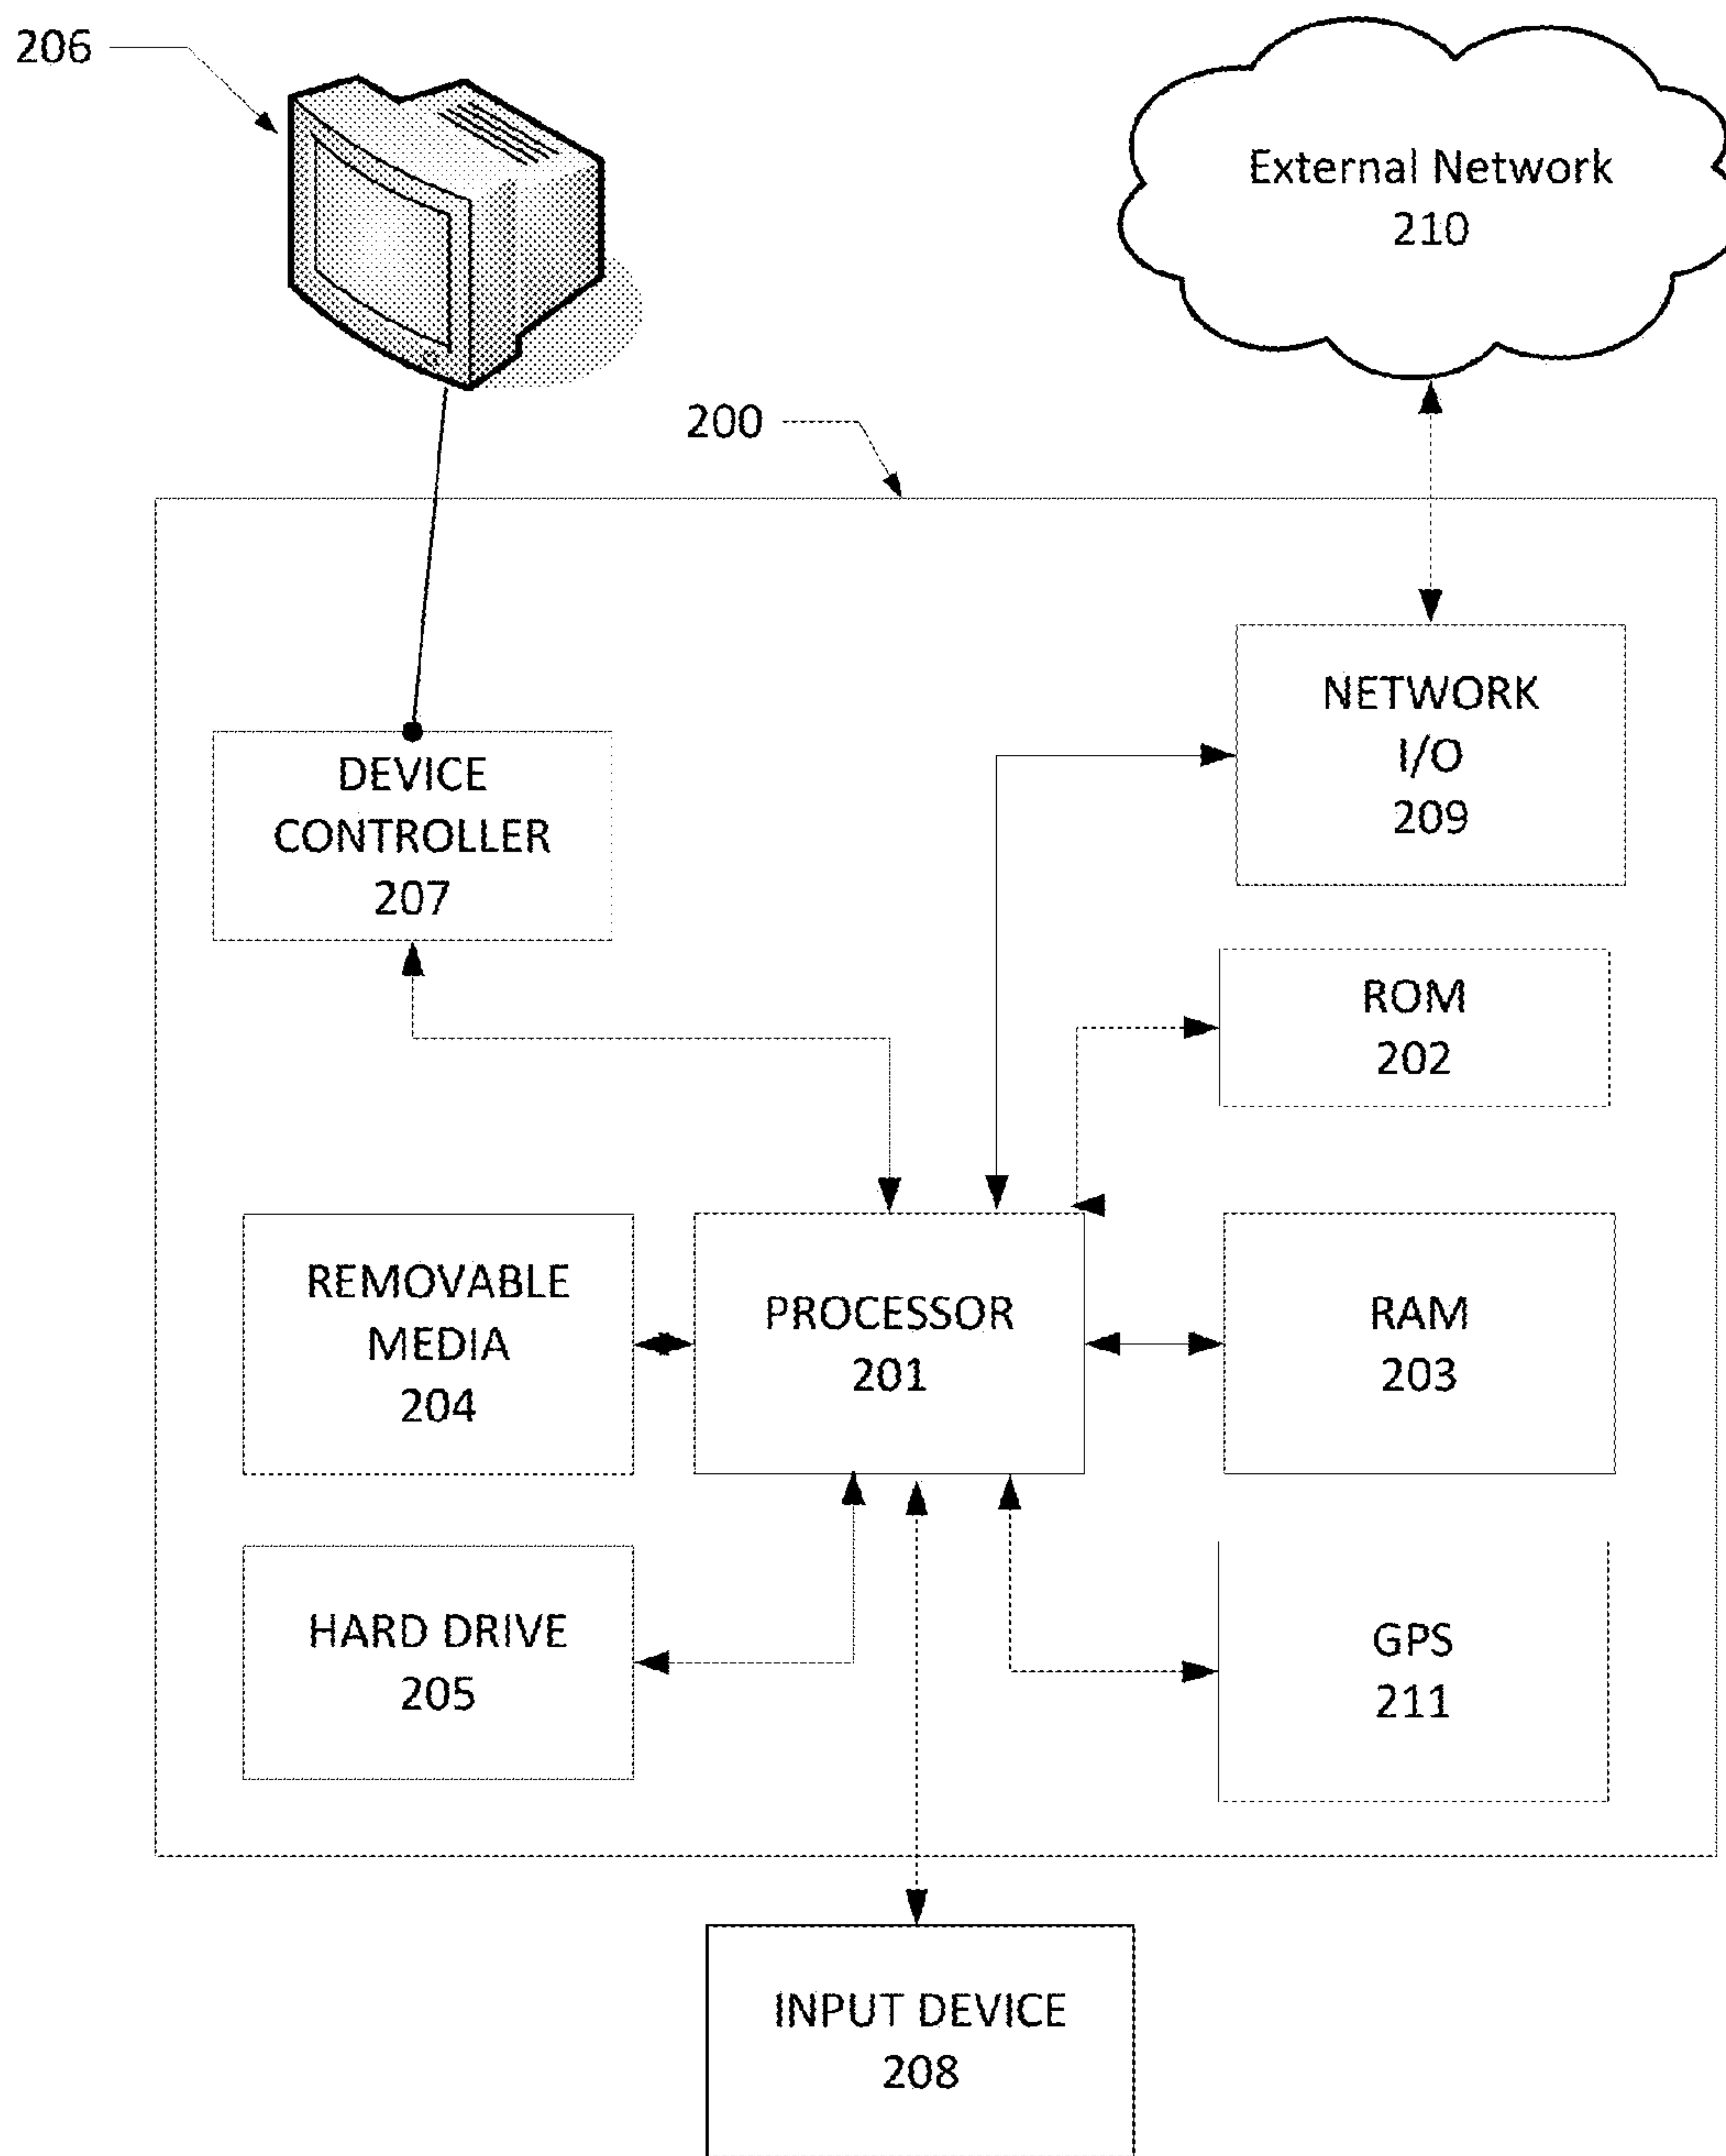 206
External Network
210
200
NETWORK
I/O
209
DEVICE
CONTROLLER
207
ROM
202
REMOVABLE
MEDIA
204
PROCESSOR
201
RAM
203
HARD DRIVE
205
GPS
211
INPUT DEVICE
208